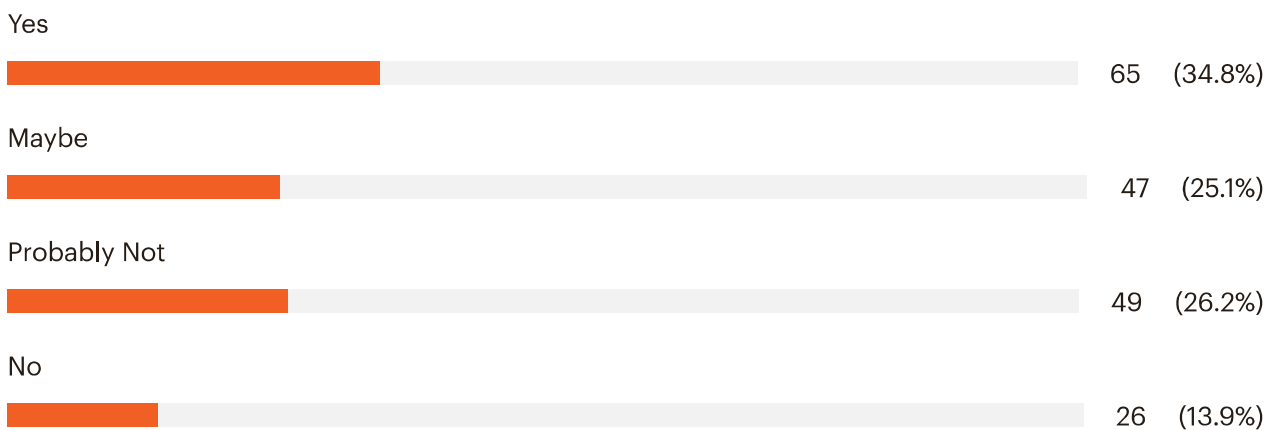 Yes
65 (34.8%)
Maybe
47 (25.1%)
Probably Not
49 (26.2%)
No
26 (13.9%)